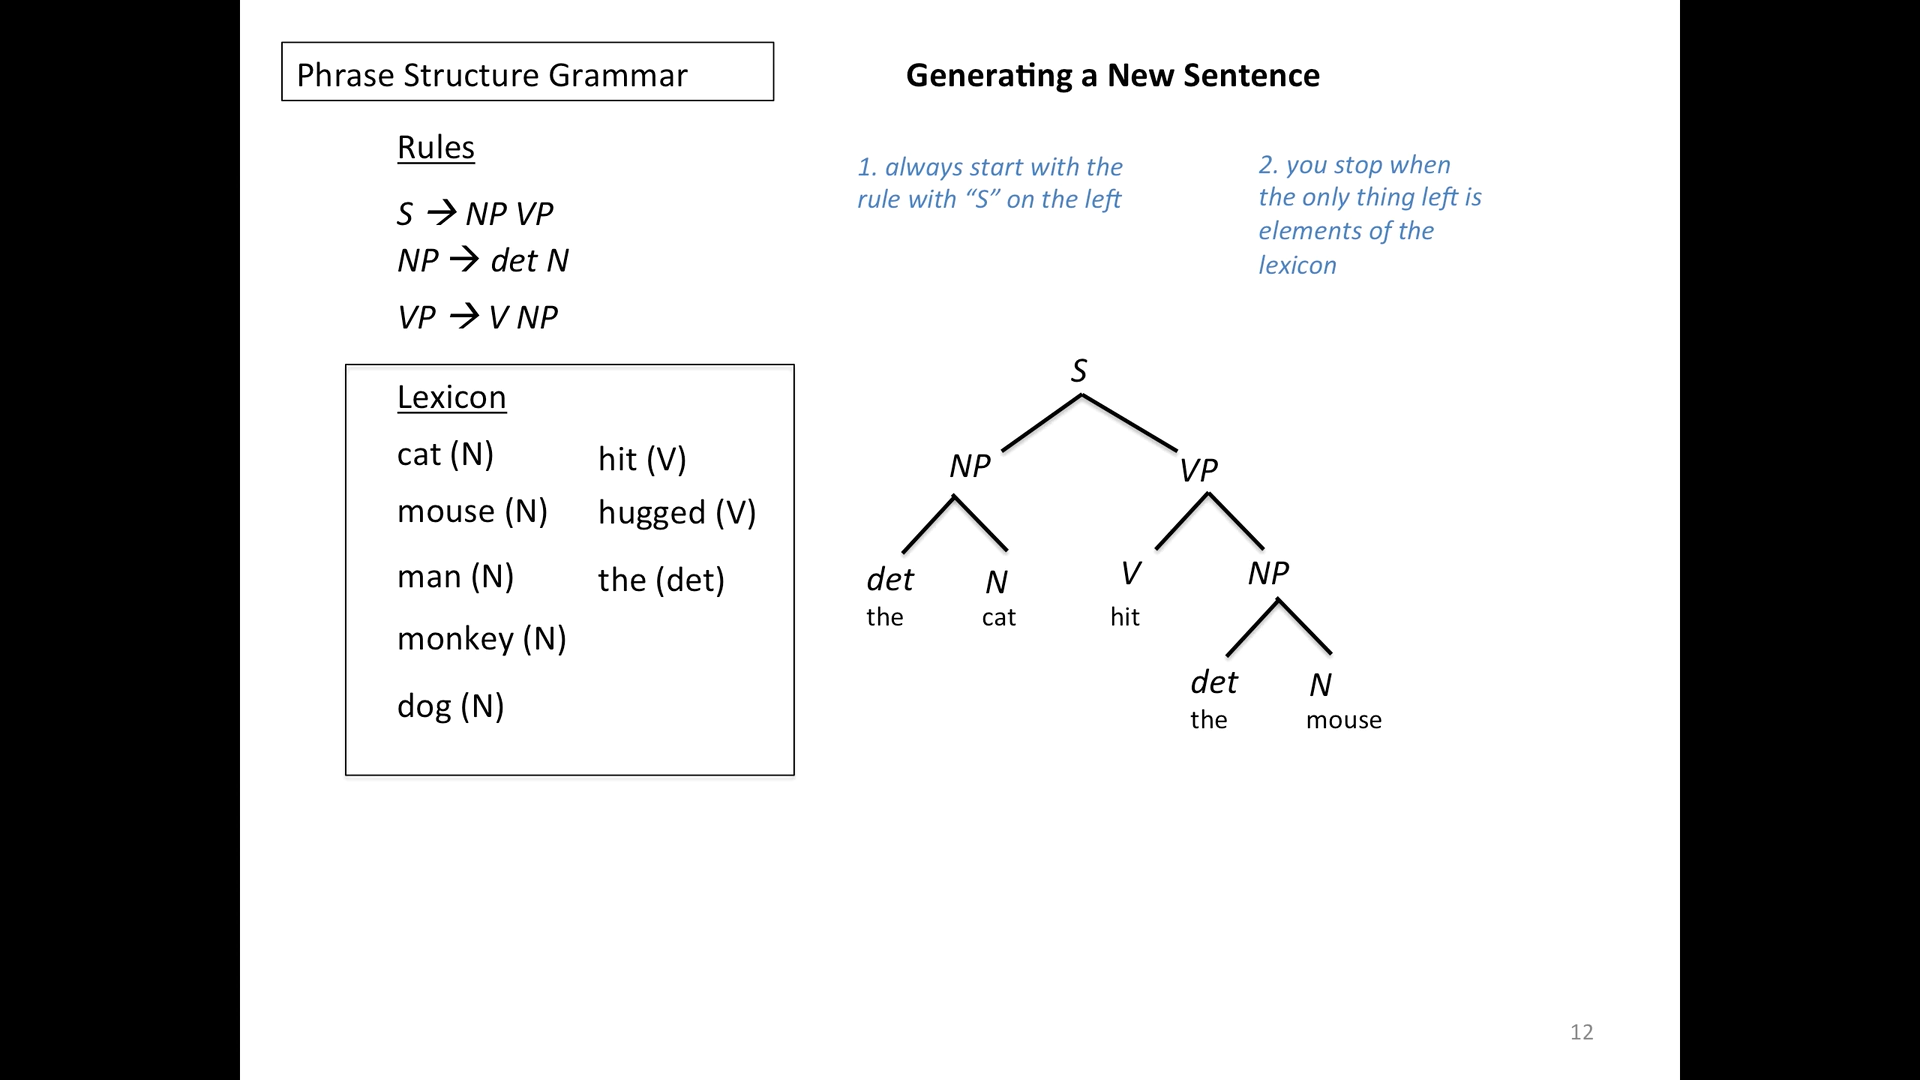 Phrase Structure Grammar
Generating a New Sentence
Rules
S → NP VP
NP → det N
VP → V NP
1. always start with the
rule with “S” on the left
2. you stop when
the only thing left is
elements of the
lexicon
Lexicon
cat (N)
mouse (N)
man (N)
monkey (N)
dog (N)
hit (V)
hugged (V)
the (det)
S
NP VP
det N V NP
the cat hit
det N
the mouse
12